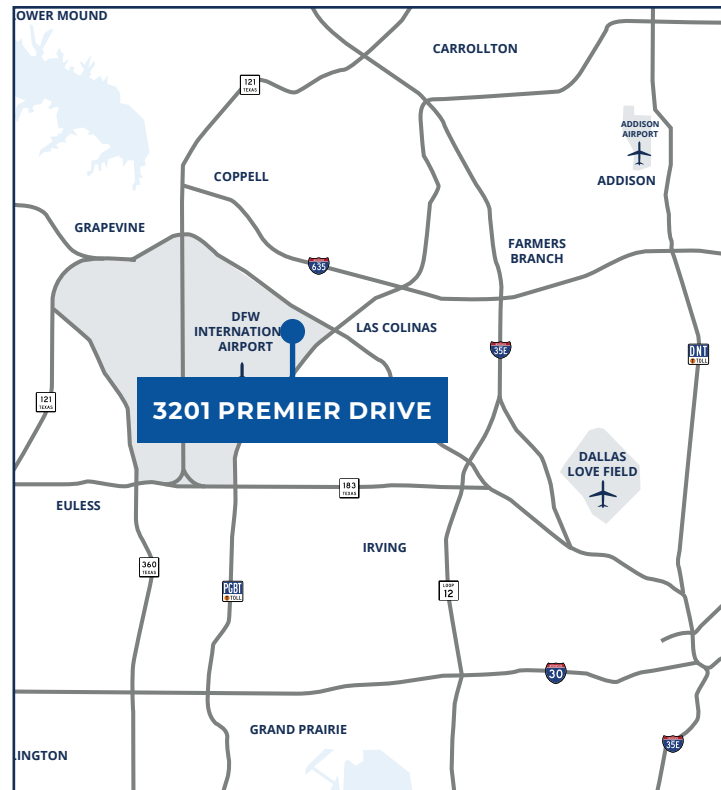 LOWER MOUND
CARROLLTON
121
TEXAS
ADDISON
AIRPORT
COPPELL
ADDISON
GRAPEVINE
FARMERS
BRANCH
635
DFW
INTERNATIONAL
AIRPORT
LAS COLINAS
35E
DNT
TOLL
121
TEXAS
3201 PREMIER DRIVE
DALLAS
LOVE FIELD
183
TEXAS
EULESS
IRVING
360
TEXAS
PGBT
TOLL
LOOP
12
30
GRAND PRAIRIE
35E
LINGTON